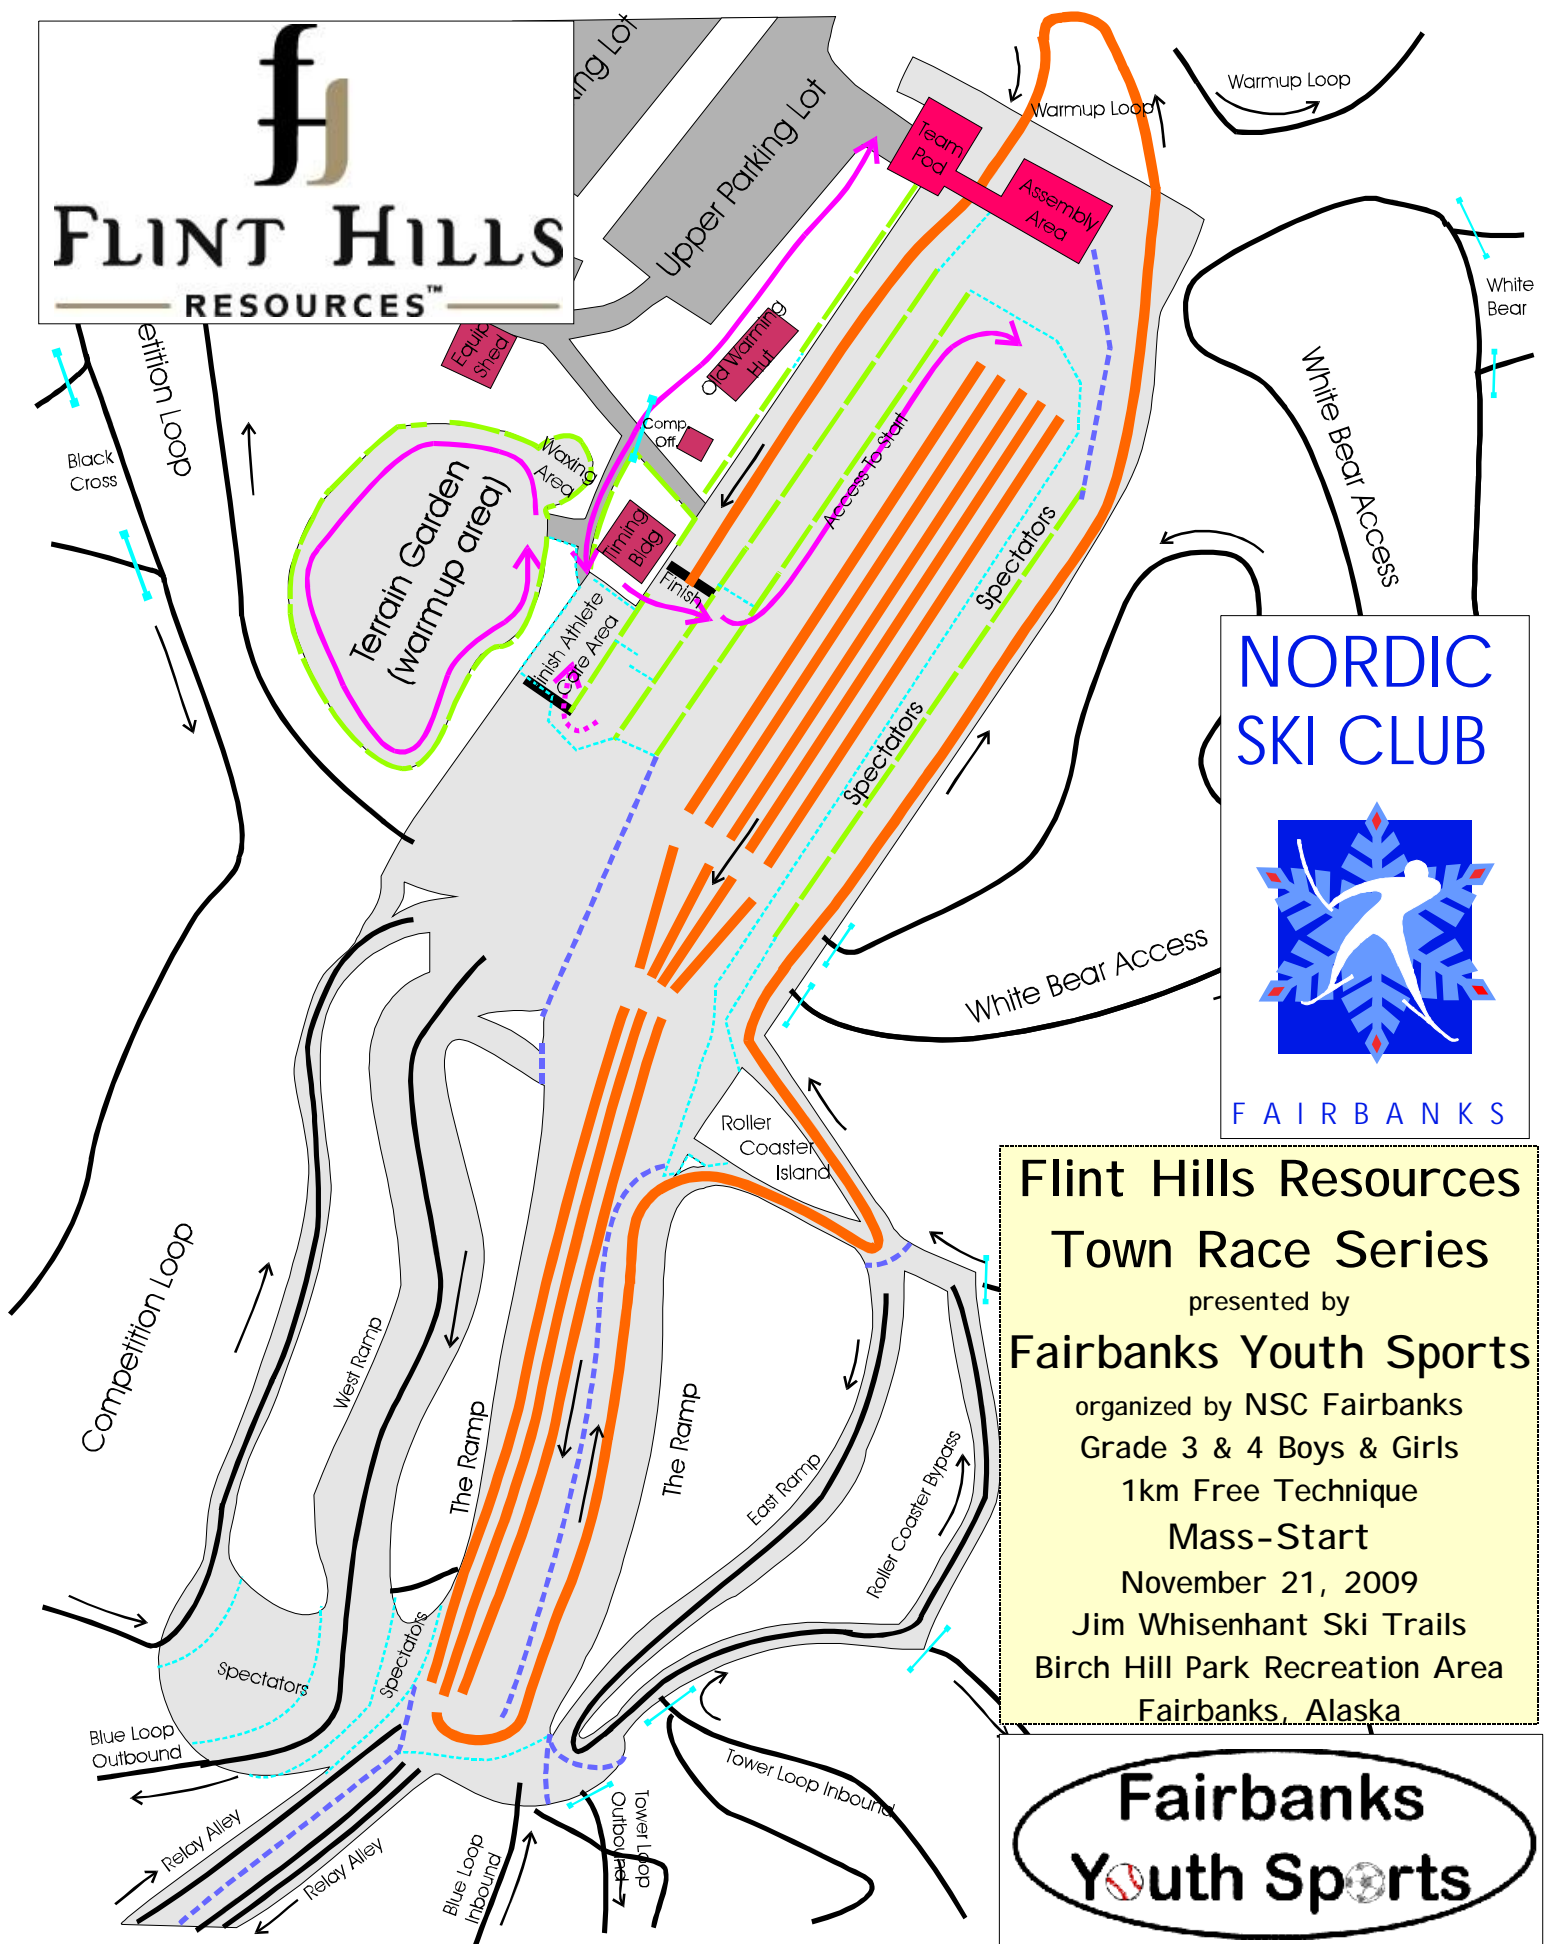 FLINT HILLS
RESOURCES™
ing Lot
Upper Parking Lot
Warmup Loop
Warmup Loop
Team
Pod
Assembly
Area
White
Bear
White Bear Access
etition Loop
Equip
Shed
Old Warming
Hut
Comp.
Off.
Black
Cross
Waxing
Area
Terrain Garden
(warmup area)
Timing
Bldg
Finish
Access To Start
Spectators
Finish Athlete
Care Area
Spectators
NORDIC
SKI CLUB
FAIRBANKS
White Bear Access
Roller
Coaster
Island
Competition Loop
West Ramp
The Ramp
The Ramp
East Ramp
Roller Coaster Bypass
Flint Hills Resources
Town Race Series
presented by
Fairbanks Youth Sports
organized by NSC Fairbanks
Grade 3 & 4 Boys & Girls
1km Free Technique
Mass-Start
November 21, 2009
Jim Whisenhant Ski Trails
Birch Hill Park Recreation Area
Fairbanks, Alaska
Spectators
Spectators
Blue Loop
Outbound
Relay Alley
Relay Alley
Blue Loop
Inbound
Tower Loop
Outbound
Tower Loop Inbound
Fairbanks
Youth Sports